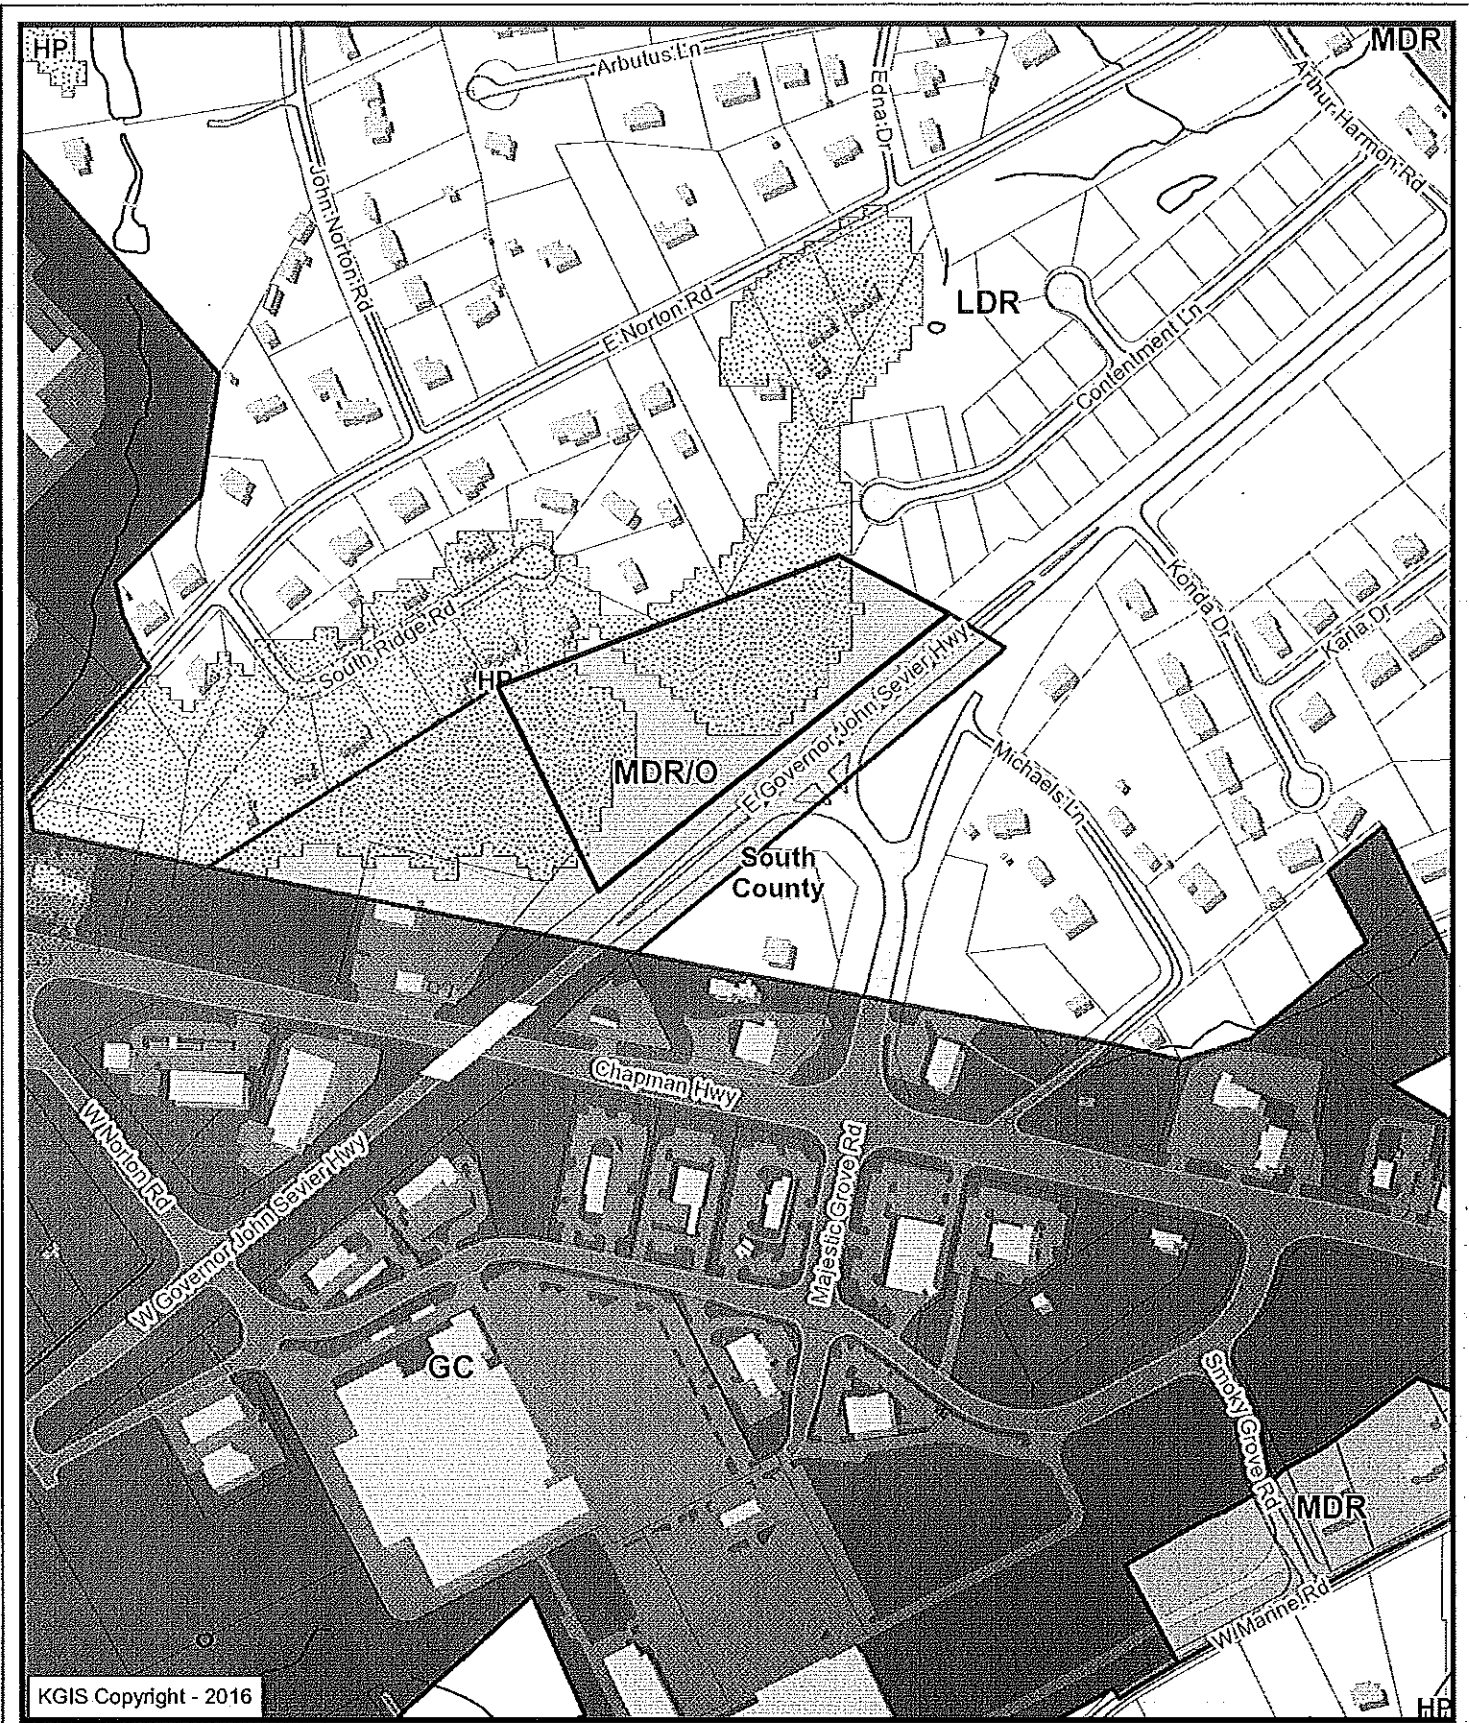 HP
MDR
Arbutus Ln
Edna Dr
Arthur Harmon Rd
John Norton Rd
E Norton Rd
LDR
Contentment Ln
Konda Dr
Karla Dr
South Ridge Rd
HP
MDR/O
E Governor John Sevier Hwy
Michaels Ln
South
County
Chapman Hwy
W Norton Rd
W Governor John Sevier Hwy
Majestic Grove Rd
GC
Smoky Grove Rd
MDR
W Marine Rd
KGIS Copyright - 2016
HP